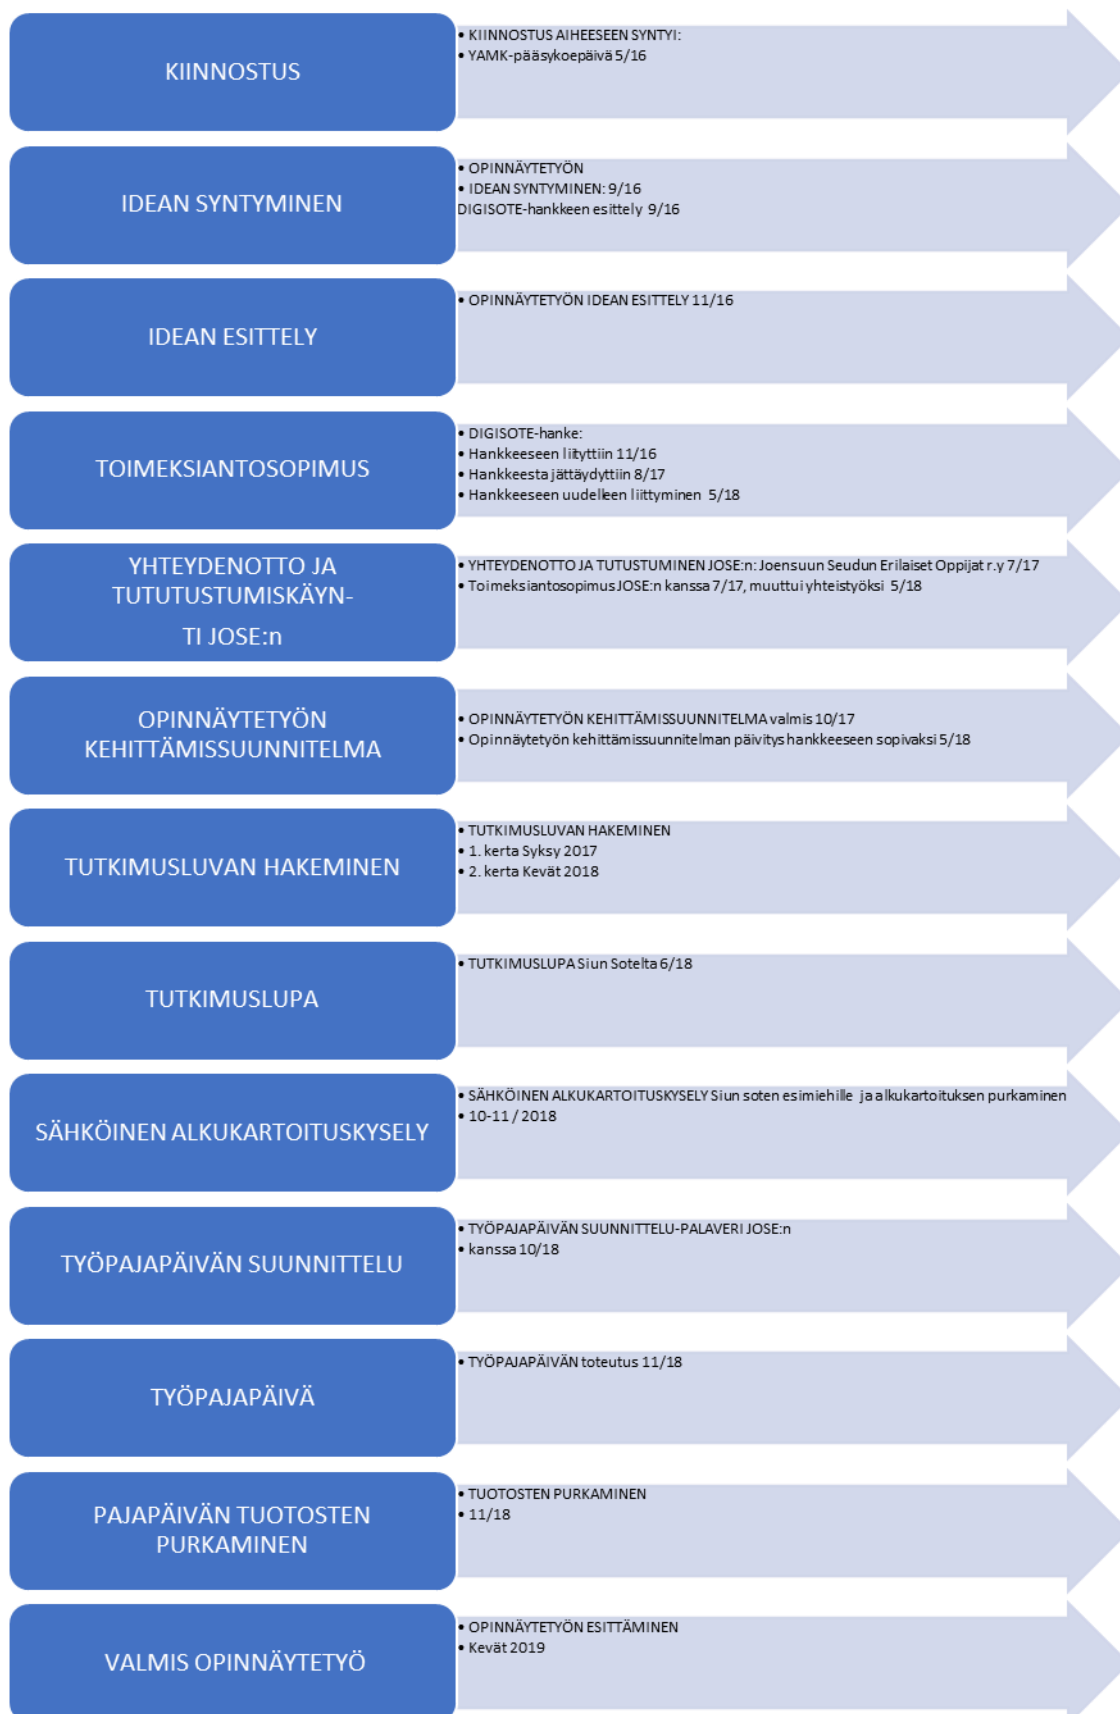 KIINNOSTUS
• KIINNOSTUS AIHEESEEN SYNTYI:
• YAMK-pääsykoepäivä 5/16
IDEAN SYNTYMINEN
• OPINNÄYTETYÖN
• IDEAN SYNTYMINEN: 9/16
DIGISOTE-hankkeen esittely 9/16
IDEAN ESITTELY
• OPINNÄYTETYÖN IDEAN ESITTELY 11/16
TOIMEKSIANTOSOPIMUS
• DIGISOTE-hanke:
• Hankkeeseen liityttiin 11/16
• Hankkeesta jättäydyttiin 8/17
• Hankkeeseen uudelleen liittyminen 5/18
YHTEYDENOTTO JA
TUTUTUSTUMISKÄYN-
TI JOSE:n
• YHTEYDENOTTO JA TUTUSTUMINEN JOSE:n: Joensuun Seudun Erilaiset Oppijat r.y 7/17
• Toimeksiantosopimus JOSE:n kanssa 7/17, muuttui yhteistyöksi 5/18
OPINNÄYTETYÖN
KEHITTÄMISSUUNNITELMA
• OPINNÄYTETYÖN KEHITTÄMISSUUNNITELMA valmis 10/17
• Opinnäytetyön kehittämissuunnitelman päivitys hankkeeseen sopivaksi 5/18
TUTKIMUSLUVAN HAKEMINEN
• TUTKIMUSLUVAN HAKEMINEN
• 1. kerta Syksy 2017
• 2. kerta Kevät 2018
TUTKIMUSLUPA
• TUTKIMUSLUPA Siun Sotelta 6/18
SÄHKÖINEN ALKUKARTOITUSKYSELY
• SÄHKÖINEN ALKUKARTOITUSKYSELY Siun soten esimiehille ja alkukartoituksen purkaminen
• 10-11 / 2018
TYÖPAJAPÄIVÄN SUUNNITTELU
• TYÖPAJAPÄIVÄN SUUNNITTELU-PALAVERI JOSE:n
• kanssa 10/18
TYÖPAJAPÄIVÄ
• TYÖPAJAPÄIVÄN toteutus 11/18
PAJAPÄIVÄN TUOTOSTEN
PURKAMINEN
• TUOTOSTEN PURKAMINEN
• 11/18
VALMIS OPINNÄYTETYÖ
• OPINNÄYTETYÖN ESITTÄMINEN
• Kevät 2019